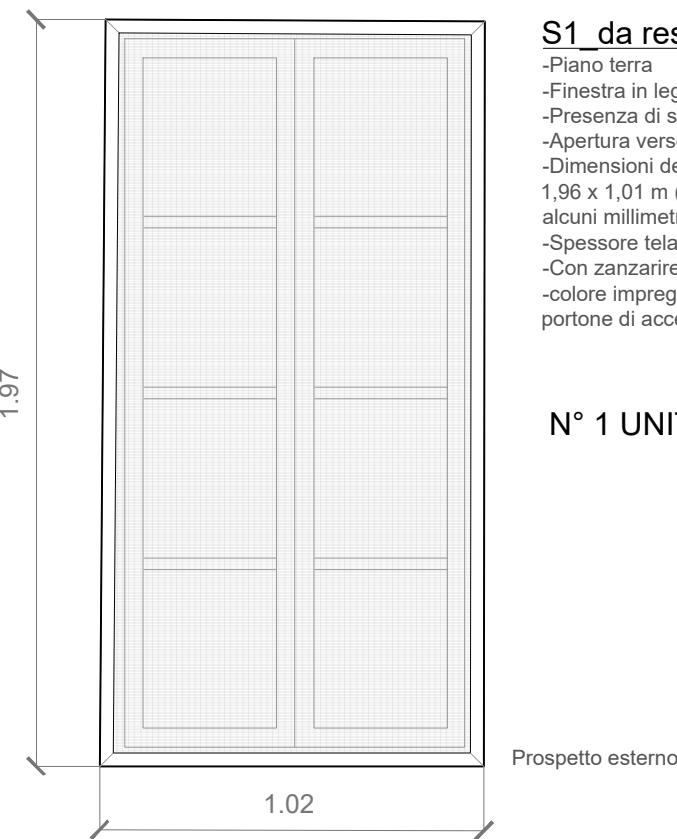 S1_da res
-Piano terra
-Finestra in leg
-Presenza di s
-Apertura vers
-Dimensioni de
1,96 x 1,01 m (
alcuni millimet
-Spessore tela
-Con zanzarire
-colore impreg
portone di acce
1.97
N° 1 UNI
Prospetto esterno
1.02